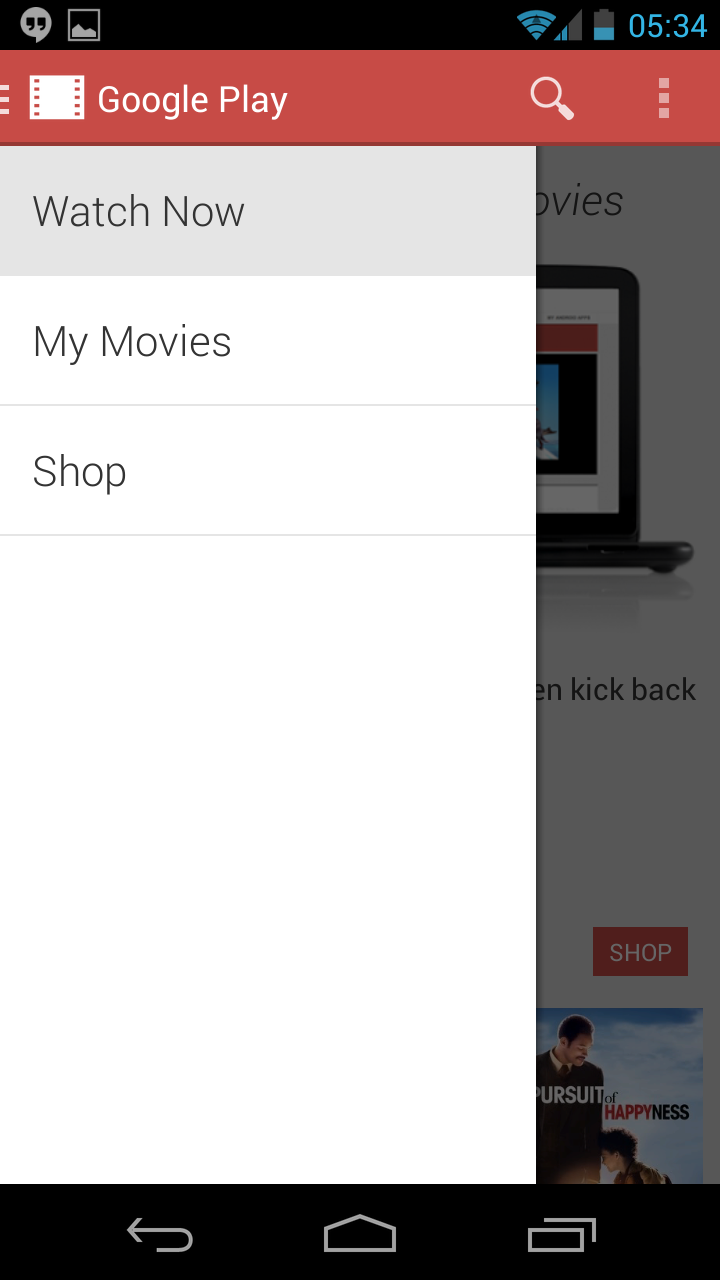 05:34
Google Play
Watch Now
My Movies
Shop
ovies
en kick back
SHOP
PURSUIT of
HAPPYNESS